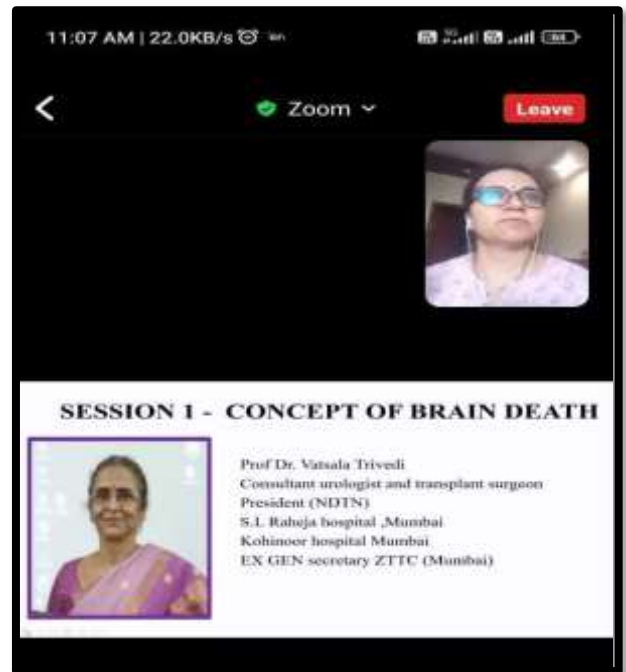 11:07 AM | 22.0KB/s
Zoom
Leave
SESSION 1 - CONCEPT OF BRAIN DEATH
Prof Dr. Vatsala Trivedi
Consultant urologist and transplant surgeon
President (NDTN)
S.L Raheja hospital ,Mumbai
Kohinoor hospital Mumbai
EX GEN secretary ZTTC (Mumbai)